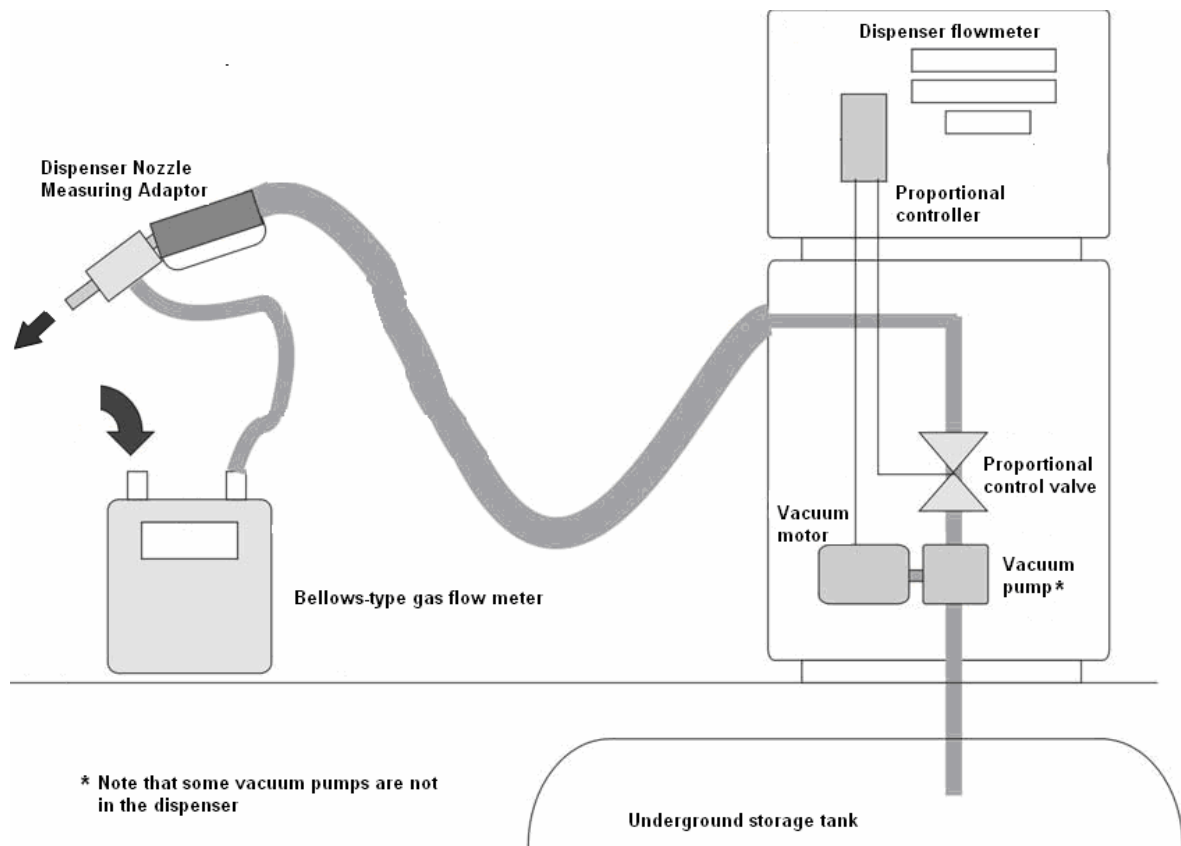 Dispenser flowmeter
Dispenser Nozzle
Measuring Adaptor
Proportional
controller
Proportional
control valve
Vacuum
motor
Vacuum
pump*
Bellows-type gas flow meter
* Note that some vacuum pumps are not
in the dispenser
Underground storage tank